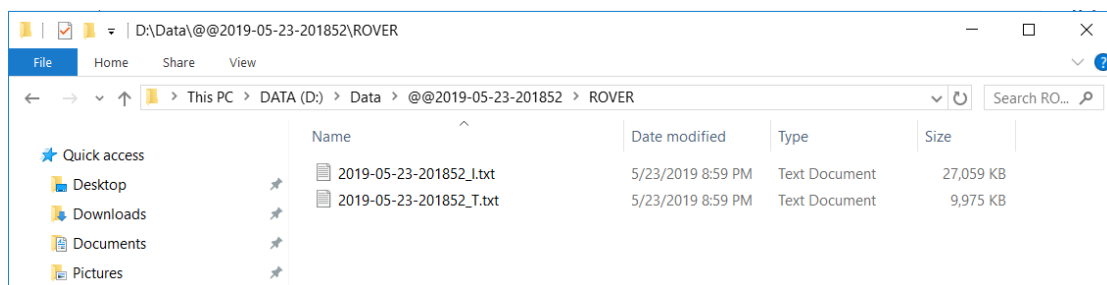 D:\Data\@@2019-05-23-201852\ROVER
File Home Share View
This PC > DATA (D:) > Data > @@2019-05-23-201852 > ROVER
Search RO...
Name Date modified Type Size
Quick access
2019-05-23-201852_I.txt 5/23/2019 8:59 PM Text Document 27,059 KB
Desktop
2019-05-23-201852_T.txt 5/23/2019 8:59 PM Text Document 9,975 KB
Downloads
Documents
Pictures